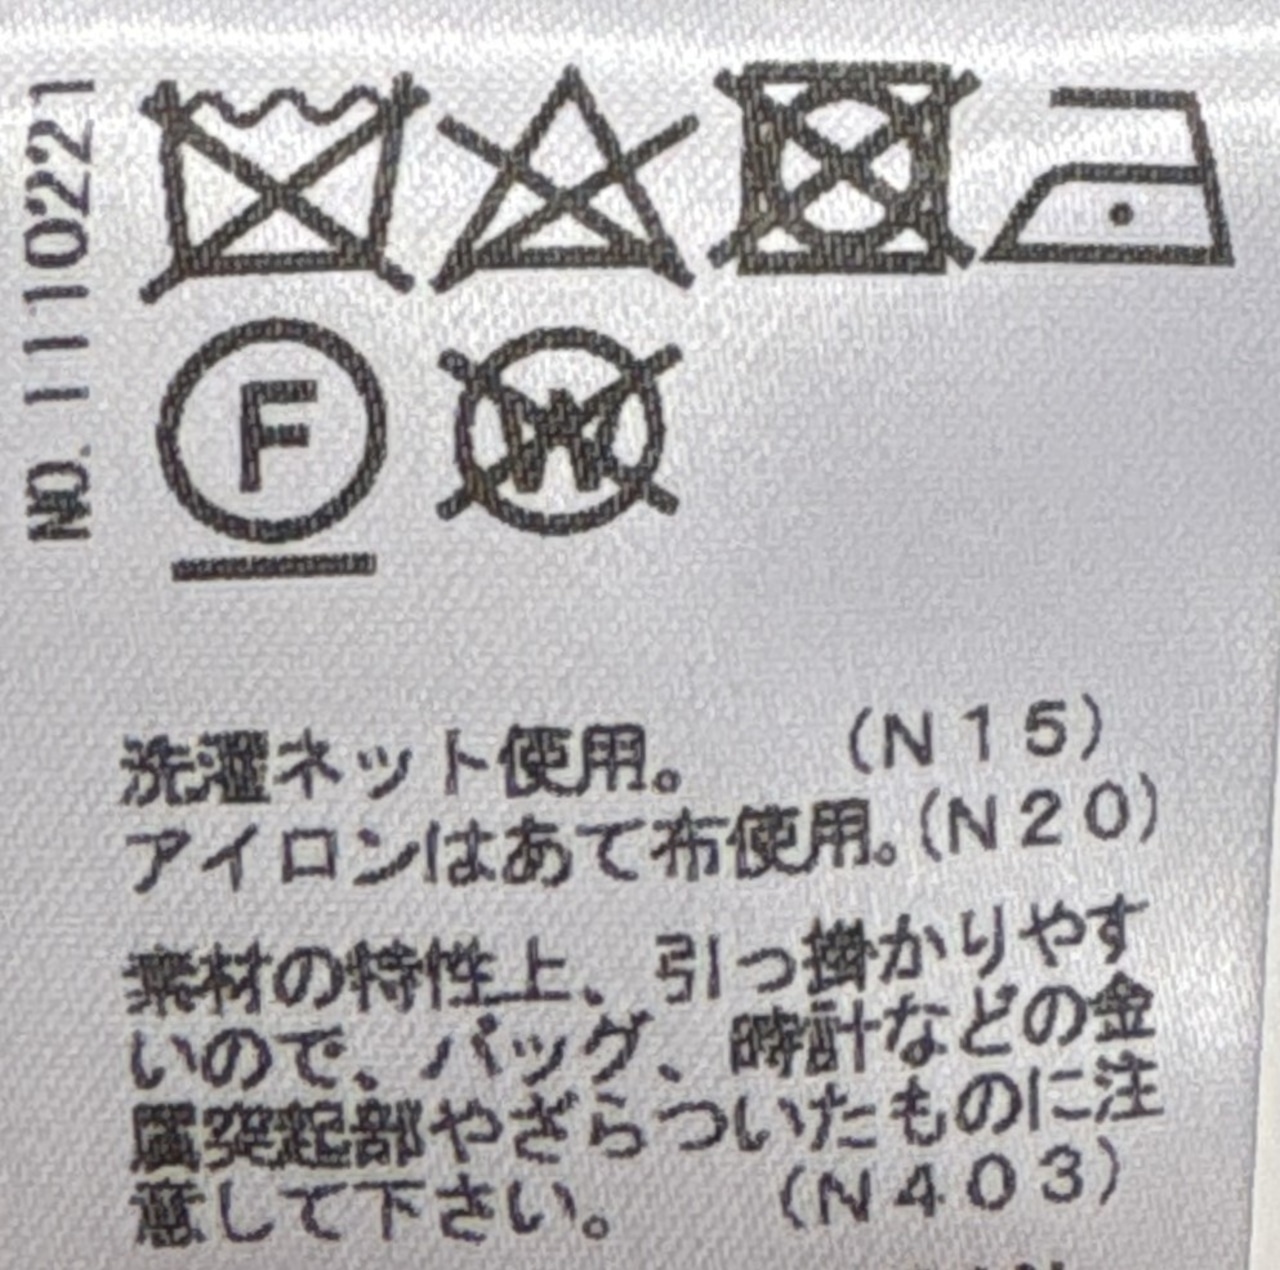 NO. 1110221
F
W
洗濯ネット使用。 (N15)
アイロンはあて布使用。(N20)
素材の特性上、引っ掛かりやす
いので、バッグ、時計などの金
属突起部やざらついたものに注
意して下さい。 (N403)